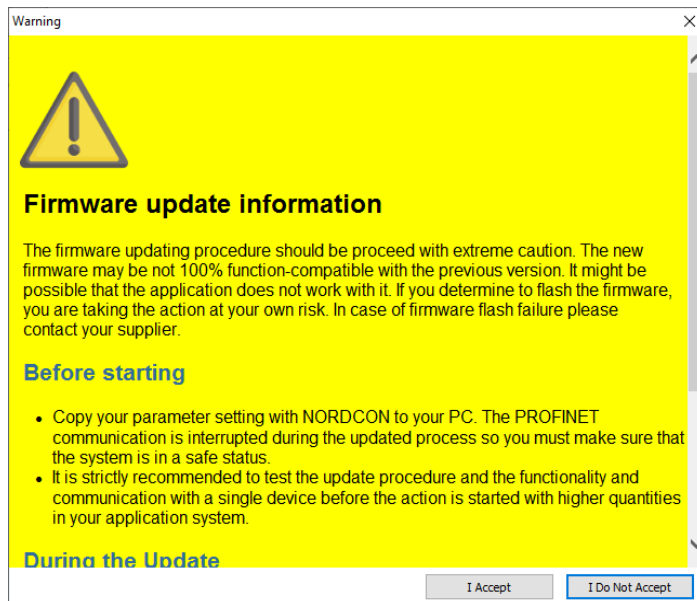 Warning
Firmware update information
The firmware updating procedure should be proceed with extreme caution. The new
firmware may be not 100% function-compatible with the previous version. It might be
possible that the application does not work with it. If you determine to flash the firmware,
you are taking the action at your own risk. In case of firmware flash failure please
contact your supplier.
Before starting
• Copy your parameter setting with NORDCON to your PC. The PROFINET
communication is interrupted during the updated process so you must make sure that
the system is in a safe status.
• It is strictly recommended to test the update procedure and the functionality and
communication with a single device before the action is started with higher quantities
in your application system.
During the Update
I Accept
I Do Not Accept